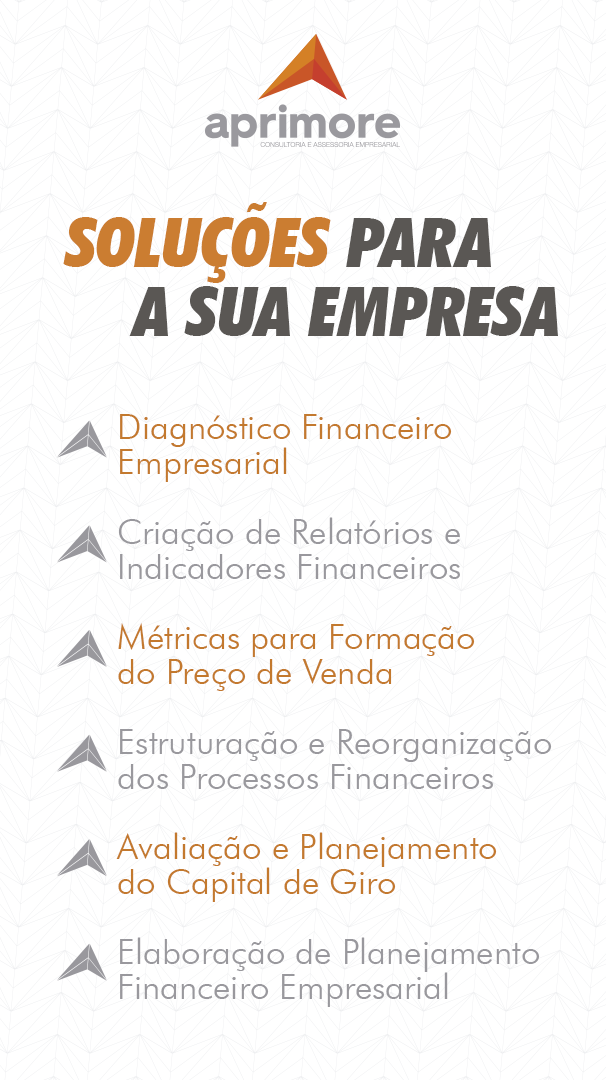 aprimore
CONSULTORIA E ASSESSORIA EMPRESARIAL
SOLUÇÕES PARA
A SUA EMPRESA
Diagnóstico Financeiro
Empresarial
Criação de Relatórios e
Indicadores Financeiros
Métricas para Formação
do Preço de Venda
Estruturação e Reorganização
dos Processos Financeiros
Avaliação e Planejamento
do Capital de Giro
Elaboração de Planejamento
Financeiro Empresarial